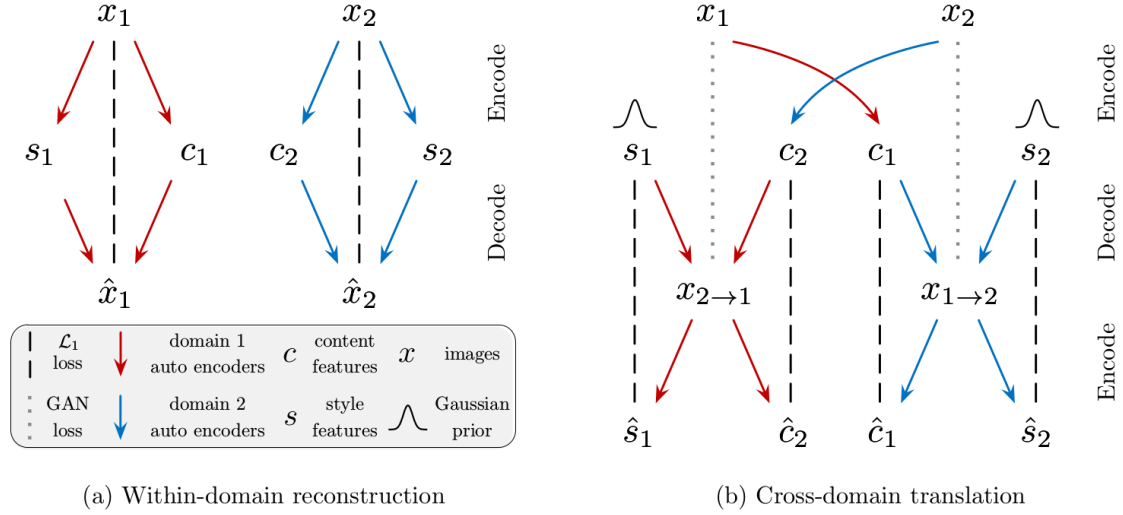 x₁ x₂
Encode
s₁ c₁ c₂ s₂
Decode
x̂₁ x̂₂
ℒ₁ loss
domain 1 auto encoders
c content features
x images
GAN loss
domain 2 auto encoders
s style features
Gaussian prior
(a) Within-domain reconstruction
x₁ x₂
Encode
s₁ c₂ c₁ s₂
Decode
x₂→₁ x₁→₂
Encode
ŝ₁ ĉ₂ ĉ₁ ŝ₂
(b) Cross-domain translation